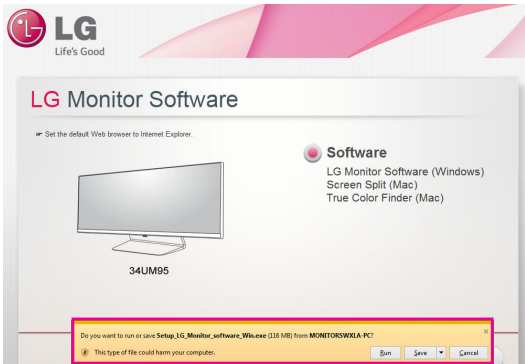 LG
Life's Good
LG Monitor Software
☞ Set the default Web browser to Internet Explorer.
Software
LG Monitor Software (Windows)
Screen Split (Mac)
True Color Finder (Mac)
34UM95
Do you want to run or save Setup_LG_Monitor_software_Win.exe (116 MB) from MONITORSWXLA-PC?
×
This type of file could harm your computer.
Run
Save
Cancel